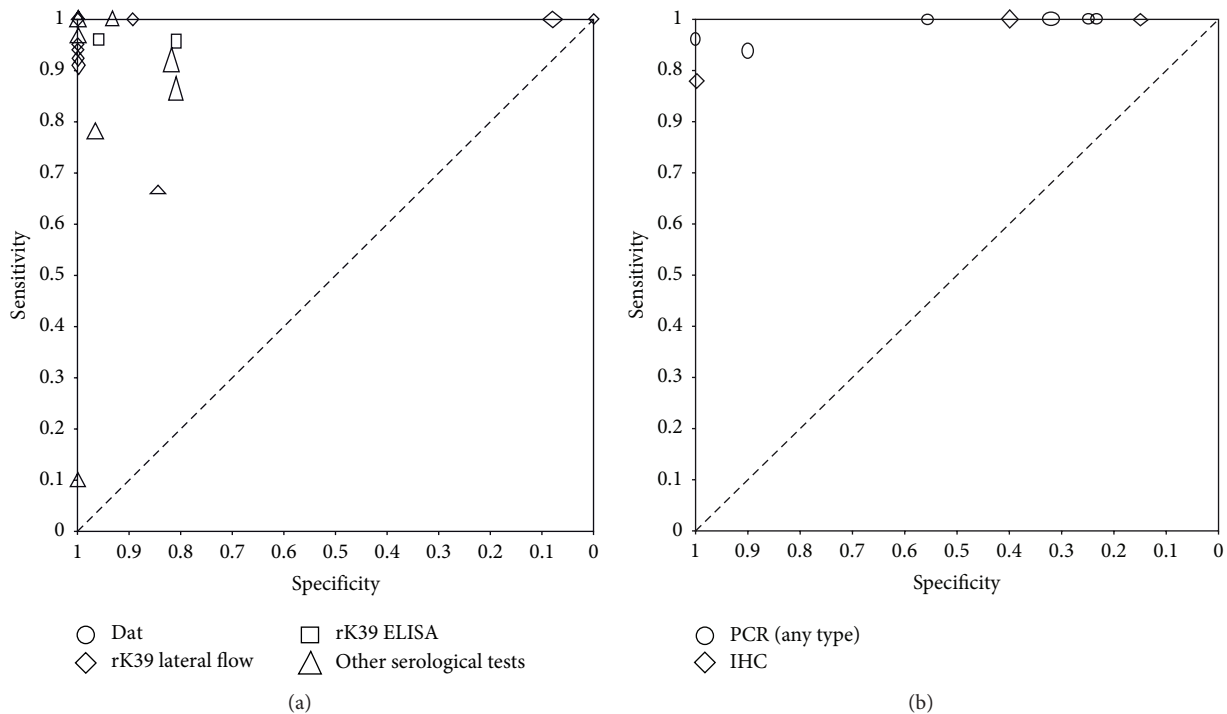 1
0.9
0.8
0.7
0.6
0.5
0.4
0.3
0.2
0.1
0
Sensitivity
1 0.9 0.8 0.7 0.6 0.5 0.4 0.3 0.2 0.1 0
Specificity
Dat
rK39 lateral flow
rK39 ELISA
Other serological tests
(a)
1
0.8
0.9
0.7
0.6
0.5
0.4
0.3
0.2
0.1
0
Sensitivity
1 0.9 0.8 0.7 0.6 0.5 0.4 0.3 0.2 0.1 0
Specificity
PCR (any type)
IHC
(b)